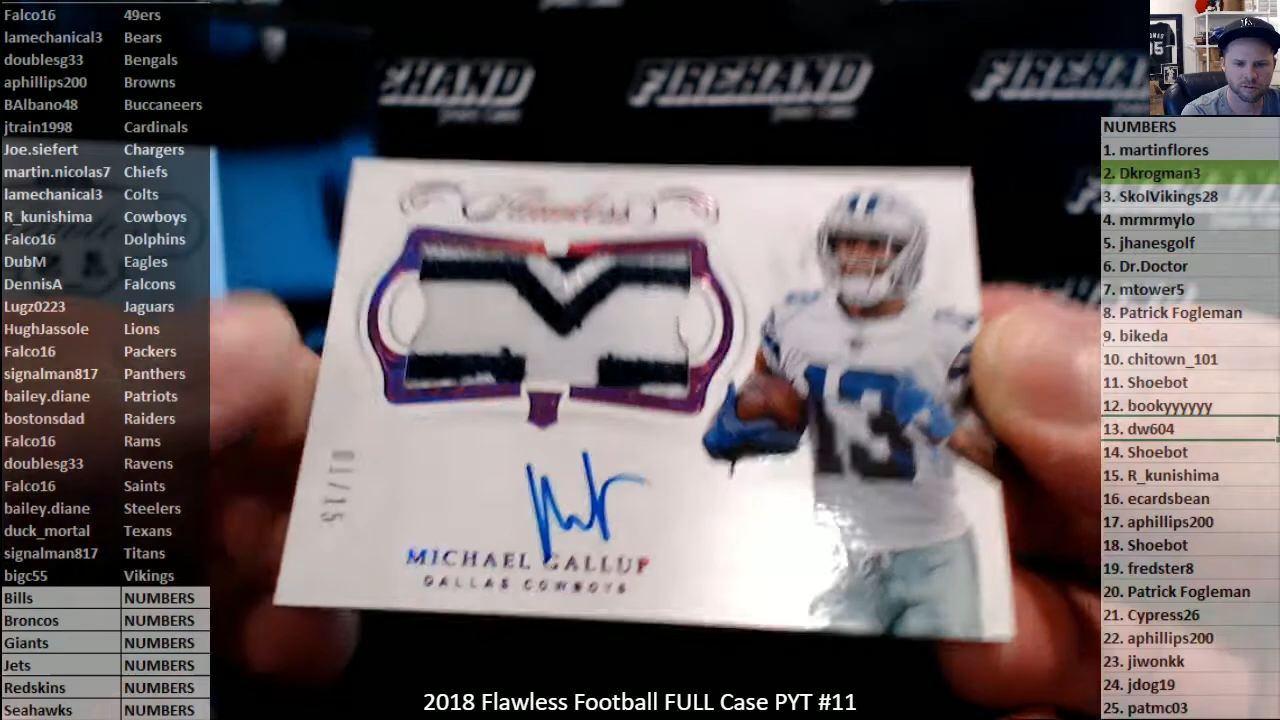 Falco16 49ers
lamechanical3 Bears
doublesg33 Bengals
aphillips200 Browns
BAlbano48 Buccaneers
jtrain1998 Cardinals
Joe.siefert Chargers
martin.nicolas7 Chiefs
lamechanical3 Colts
R_kunishima Cowboys
Falco16 Dolphins
DubM Eagles
DennisA Falcons
Lugz0223 Jaguars
HughJassole Lions
Falco16 Packers
signalman817 Panthers
bailey.diane Patriots
bostonsdad Raiders
Falco16 Rams
doublesg33 Ravens
Falco16 Saints
bailey.diane Steelers
duck_mortal Texans
signalman817 Titans
bigc55 Vikings
Bills NUMBERS
Broncos NUMBERS
Giants NUMBERS
Jets NUMBERS
Redskins NUMBERS
Seahawks NUMBERS
FIREHAND
FIREHAND
FIREHAND
Flawless
13
01/15
MICHAEL GALLUP
DALLAS COWBOYS
2018 Flawless Football FULL Case PYT #11
NUMBERS
1. martinflores
2. Dkrogman3
3. SkolVikings28
4. mrmrmylo
5. jhanesgolf
6. Dr.Doctor
7. mtower5
8. Patrick Fogleman
9. bikeda
10. chitown_101
11. Shoebot
12. bookyyyyyy
13. dw604
14. Shoebot
15. R_kunishima
16. ecardsbean
17. aphillips200
18. Shoebot
19. fredster8
20. Patrick Fogleman
21. Cypress26
22. aphillips200
23. jiwonkk
24. jdog19
25. patmc03